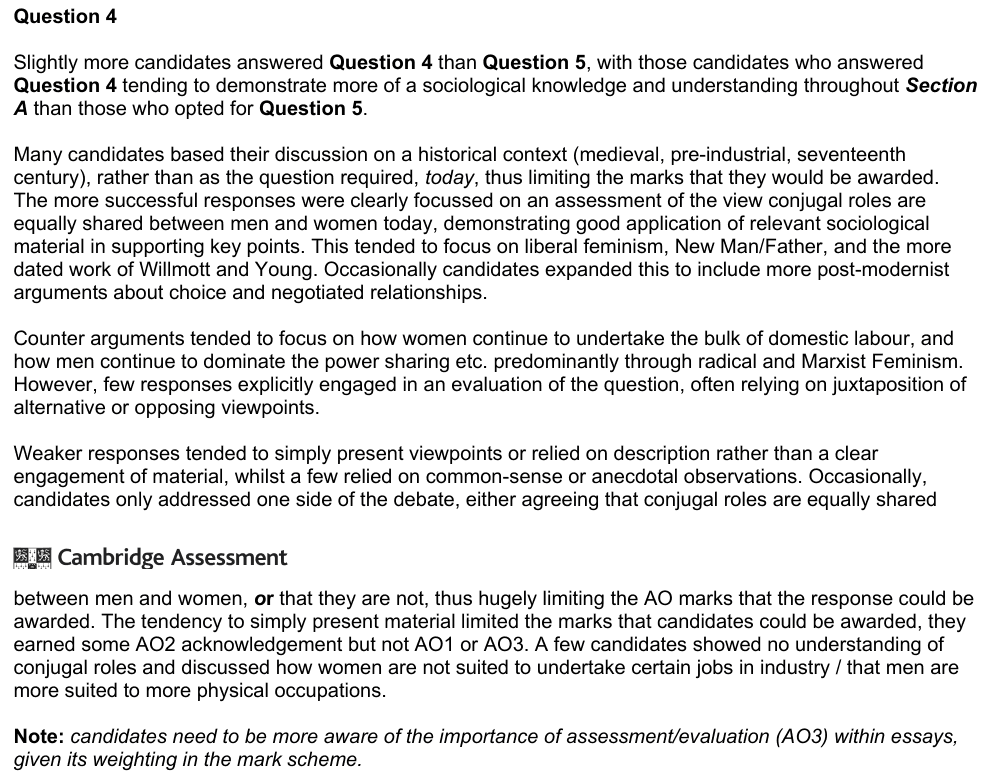 Question 4
Slightly more candidates answered Question 4 than Question 5, with those candidates who answered
Question 4 tending to demonstrate more of a sociological knowledge and understanding throughout Section
A than those who opted for Question 5.
Many candidates based their discussion on a historical context (medieval, pre-industrial, seventeenth
century), rather than as the question required, today, thus limiting the marks that they would be awarded.
The more successful responses were clearly focussed on an assessment of the view conjugal roles are
equally shared between men and women today, demonstrating good application of relevant sociological
material in supporting key points. This tended to focus on liberal feminism, New Man/Father, and the more
dated work of Willmott and Young. Occasionally candidates expanded this to include more post-modernist
arguments about choice and negotiated relationships.
Counter arguments tended to focus on how women continue to undertake the bulk of domestic labour, and
how men continue to dominate the power sharing etc. predominantly through radical and Marxist Feminism.
However, few responses explicitly engaged in an evaluation of the question, often relying on juxtaposition of
alternative or opposing viewpoints.
Weaker responses tended to simply present viewpoints or relied on description rather than a clear
engagement of material, whilst a few relied on common-sense or anecdotal observations. Occasionally,
candidates only addressed one side of the debate, either agreeing that conjugal roles are equally shared
Cambridge Assessment
between men and women, or that they are not, thus hugely limiting the AO marks that the response could be
awarded. The tendency to simply present material limited the marks that candidates could be awarded, they
earned some AO2 acknowledgement but not AO1 or AO3. A few candidates showed no understanding of
conjugal roles and discussed how women are not suited to undertake certain jobs in industry / that men are
more suited to more physical occupations.
Note: candidates need to be more aware of the importance of assessment/evaluation (AO3) within essays,
given its weighting in the mark scheme.